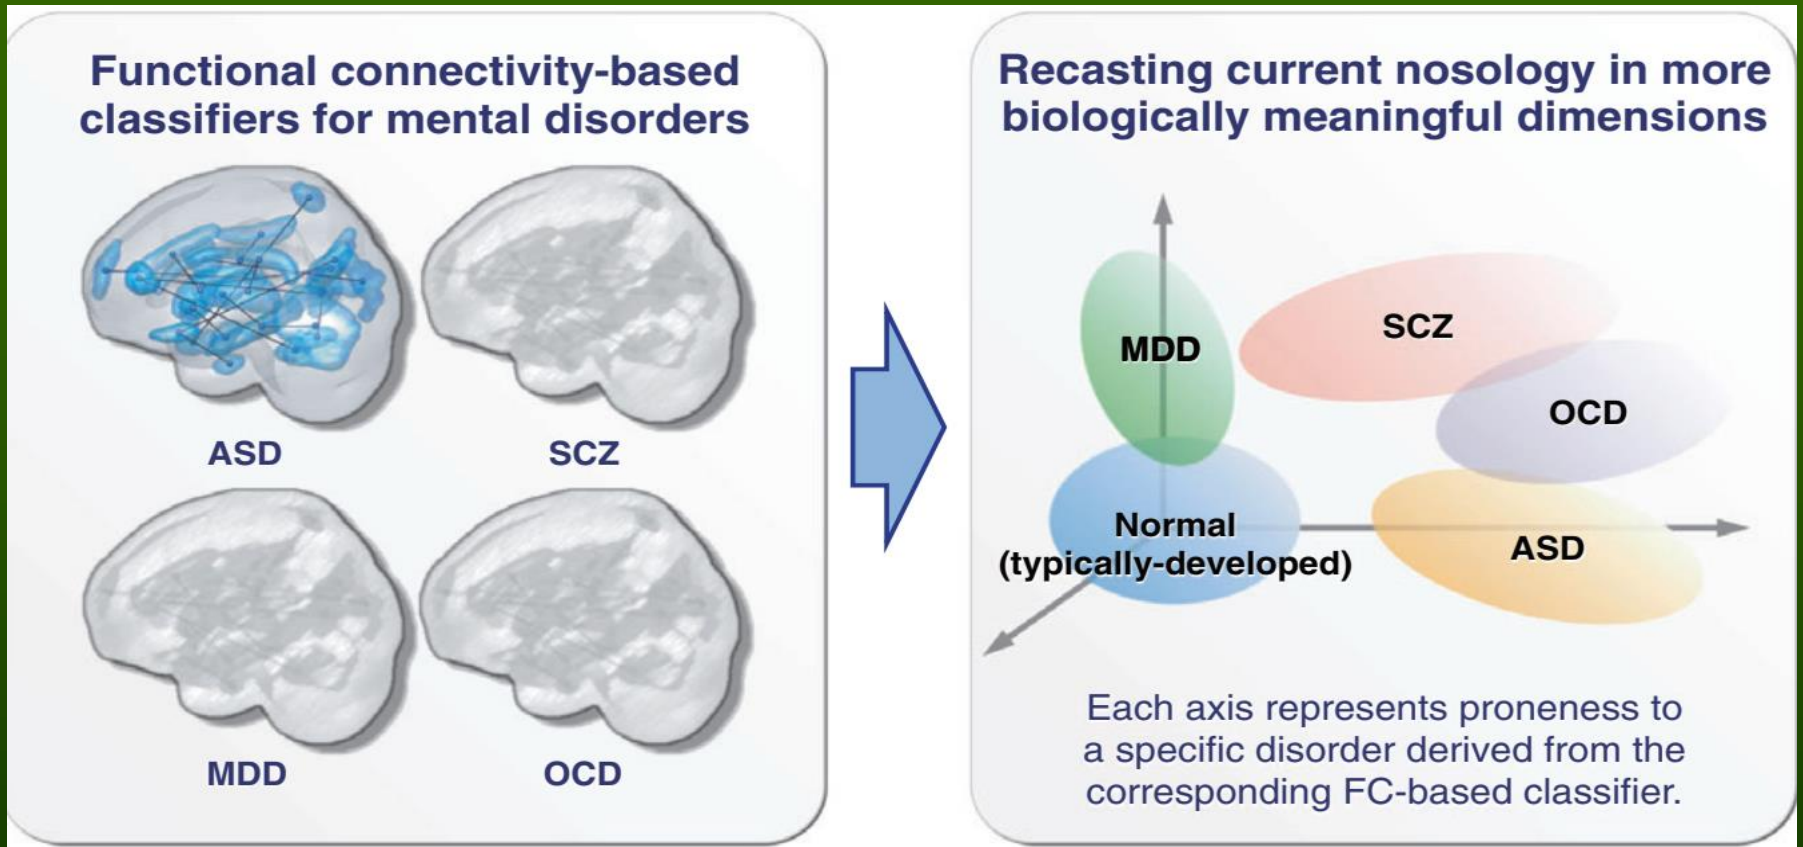 Functional connectivity-based
classifiers for mental disorders
ASD
SCZ
MDD
OCD
Recasting current nosology in more
biologically meaningful dimensions
MDD
SCZ
OCD
Normal
(typically-developed)
ASD
Each axis represents proneness to
a specific disorder derived from the
corresponding FC-based classifier.